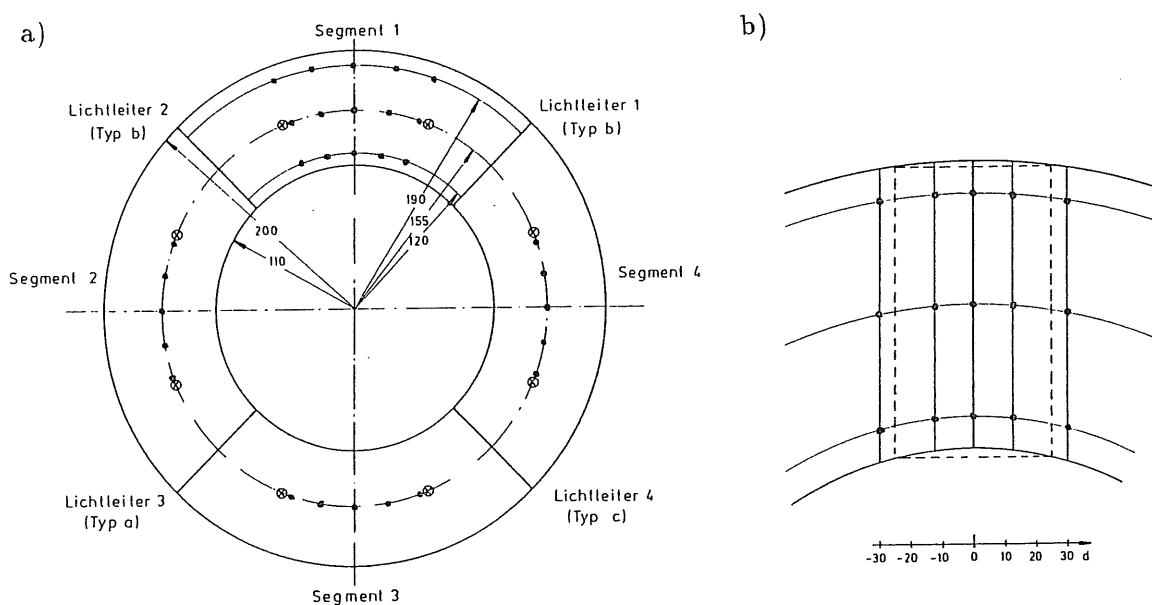 a)
Segment 1
Lichtleiter 2
(Typ b)
Lichtleiter 1
(Typ b)
190
155
120
200
110
Segment 2
Segment 4
Lichtleiter 3
(Typ a)
Lichtleiter 4
(Typ c)
Segment 3
b)
-30 -20 -10 0 10 20 30 d